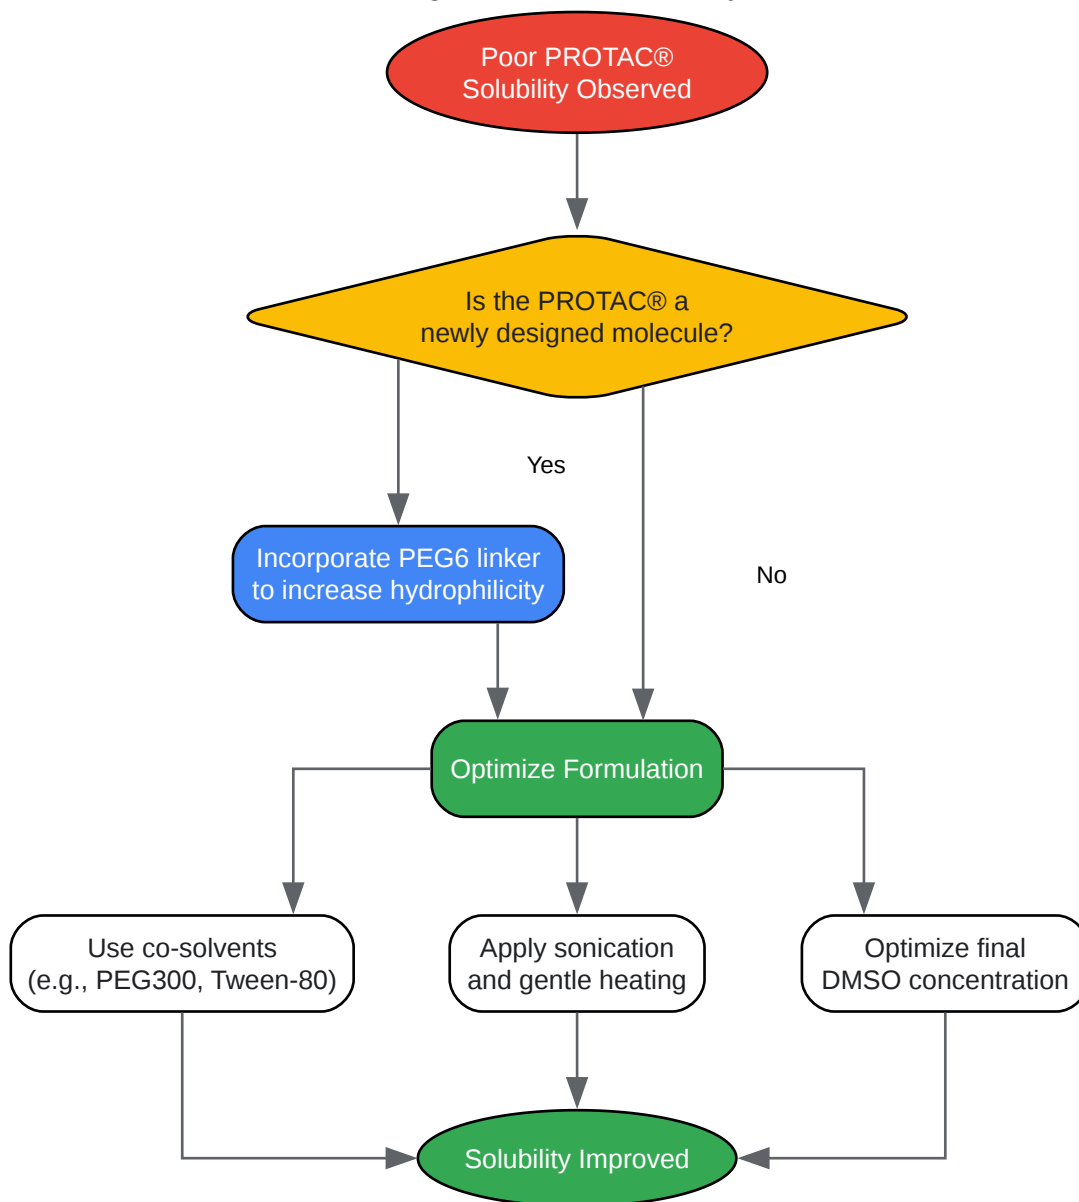 Poor PROTAC®
Solubility Observed
Is the PROTAC® a
newly designed molecule?
Yes
Incorporate PEG6 linker
to increase hydrophilicity
No
Optimize Formulation
Use co-solvents
(e.g., PEG300, Tween-80)
Apply sonication
and gentle heating
Optimize final
DMSO concentration
Solubility Improved